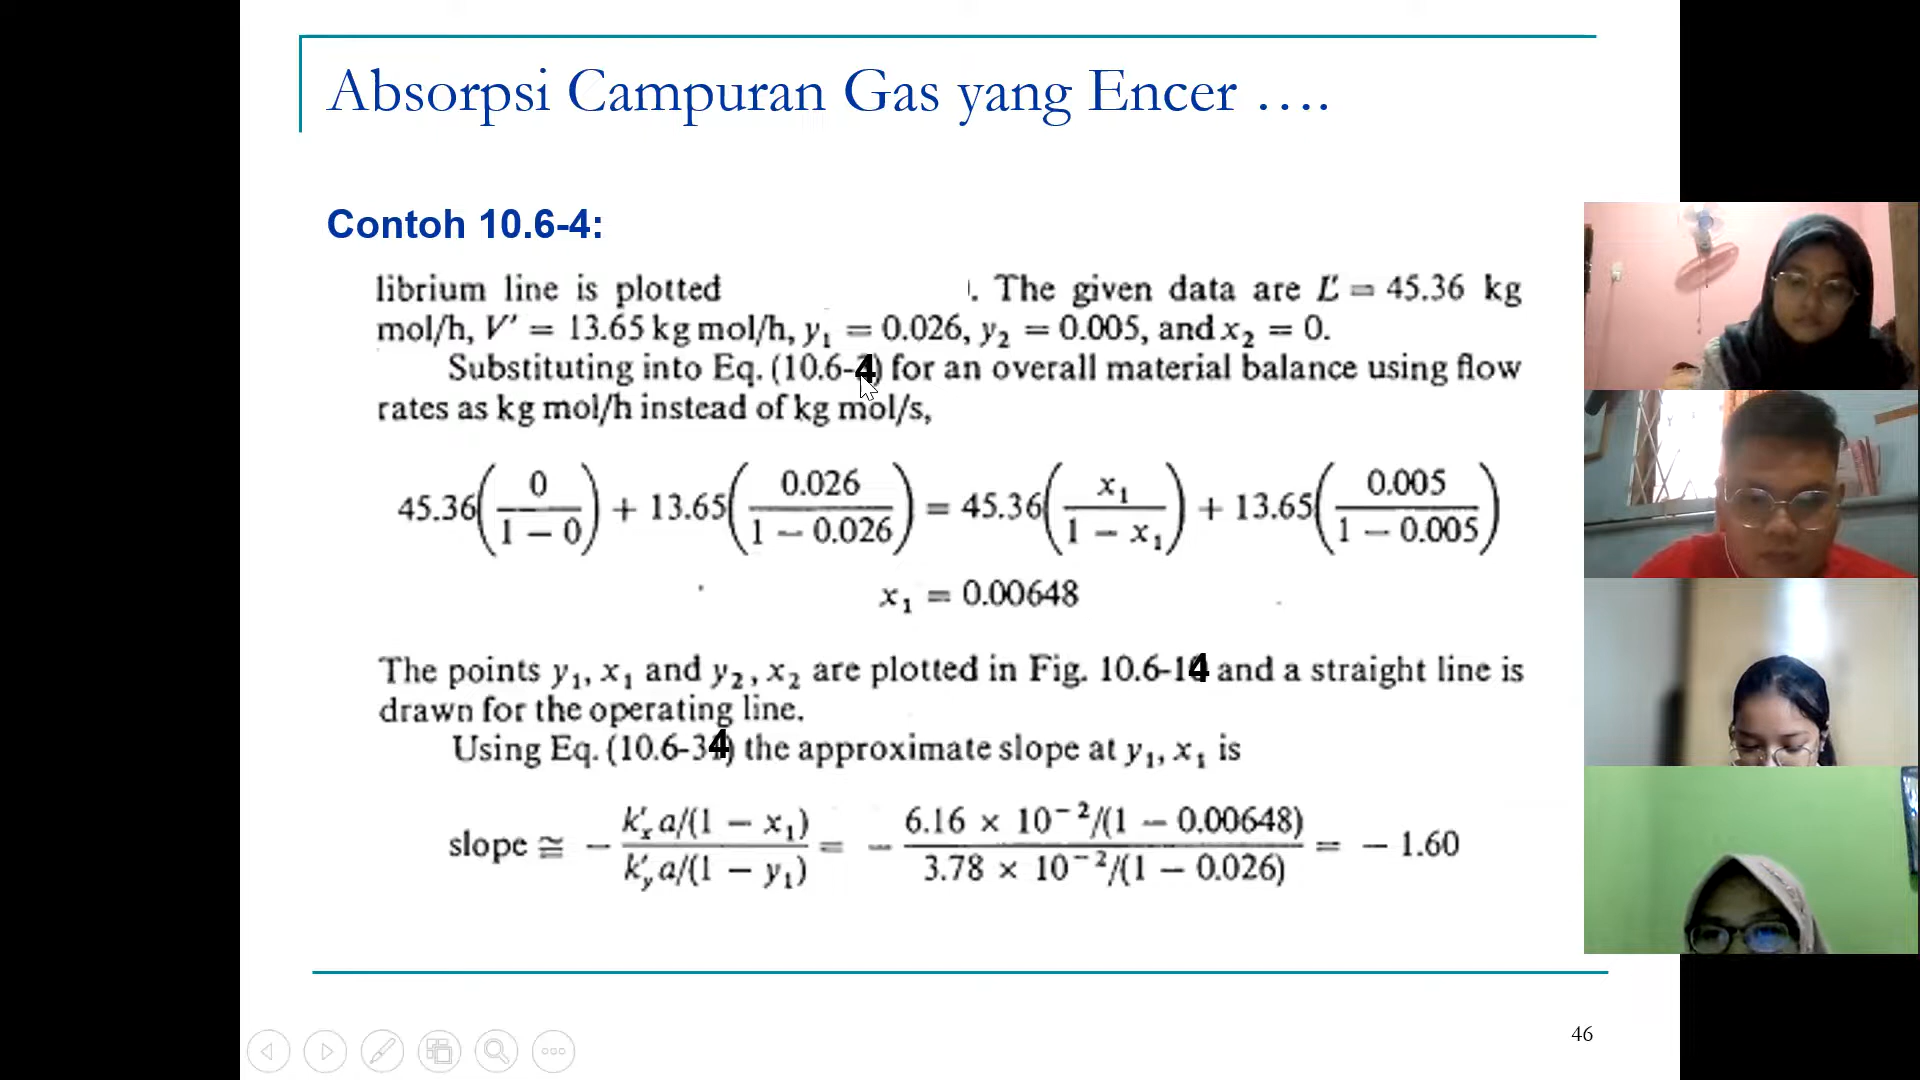 Absorpsi Campuran Gas yang Encer ….
Contoh 10.6-4:
librium line is plotted . The given data are L' = 45.36 kg
mol/h, V' = 13.65 kg mol/h, y₁ = 0.026, y₂ = 0.005, and x₂ = 0.
Substituting into Eq. (10.6-4) for an overall material balance using flow
rates as kg mol/h instead of kg mol/s,
45.36(0/(1 − 0)) + 13.65(0.026/(1 − 0.026)) = 45.36(x₁/(1 − x₁)) + 13.65(0.005/(1 − 0.005))
x₁ = 0.00648
The points y₁, x₁ and y₂, x₂ are plotted in Fig. 10.6-14 and a straight line is
drawn for the operating line.
Using Eq. (10.6-34) the approximate slope at y₁, x₁ is
slope ≅ − (k'ₓa/(1 − x₁))/(k'ᵧa/(1 − y₁)) = − (6.16 × 10⁻²/(1 − 0.00648))/(3.78 × 10⁻²/(1 − 0.026)) = − 1.60
46